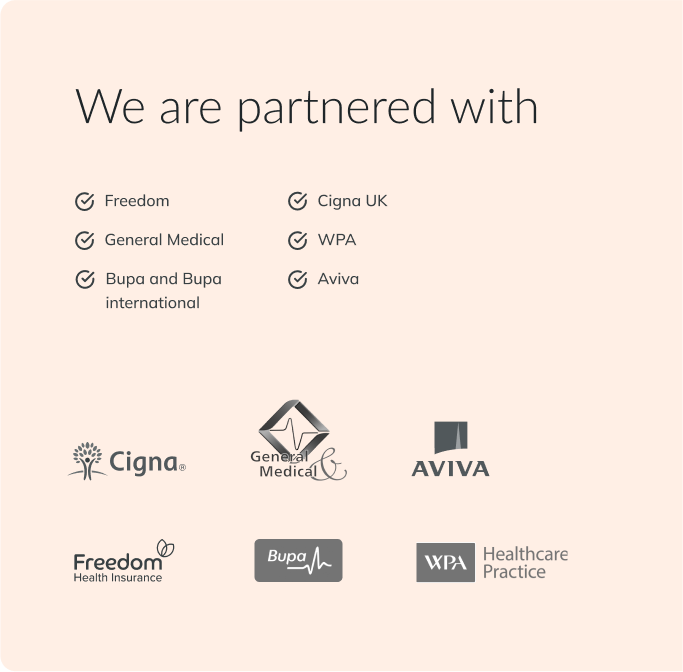 We are partnered with
Freedom
General Medical
Bupa and Bupa
international
Cigna UK
WPA
Aviva
Cigna®
General &
Medical
AVIVA
Freedom
Health Insurance
Bupa
WPA
Healthcare
Practice